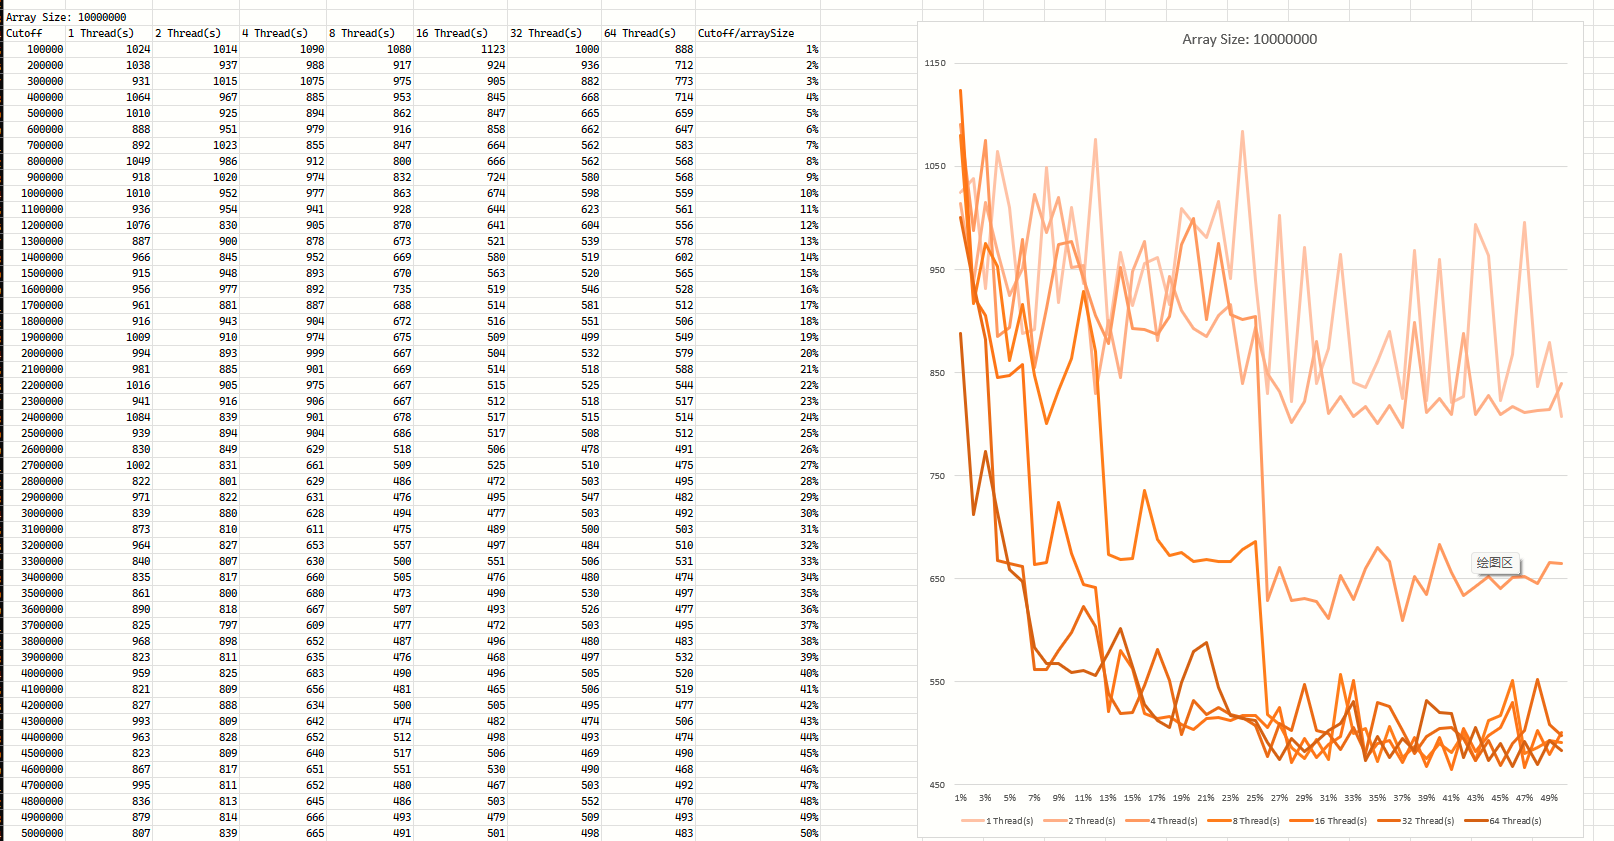 Array Size: 10000000
Cutoff 1 Thread(s) 2 Thread(s) 4 Thread(s) 8 Thread(s) 16 Thread(s) 32 Thread(s) 64 Thread(s) Cutoff/arraySize
100000 1024 1014 1090 1080 1123 1000 888 1%
200000 1038 937 988 917 924 936 712 2%
300000 931 1015 1075 975 905 882 773 3%
400000 1064 967 885 953 845 668 714 4%
500000 1010 925 894 862 847 665 659 5%
600000 888 951 979 916 858 662 647 6%
700000 892 1023 855 847 664 562 583 7%
800000 1049 986 912 800 666 562 568 8%
900000 918 1020 974 832 724 580 568 9%
1000000 1010 952 977 863 674 598 559 10%
1100000 936 954 941 928 644 623 561 11%
1200000 1076 830 905 870 641 604 556 12%
1300000 887 900 878 673 521 539 578 13%
1400000 966 845 952 669 580 519 602 14%
1500000 915 948 893 670 563 520 565 15%
1600000 956 977 892 735 519 546 528 16%
1700000 961 881 887 688 514 581 512 17%
1800000 916 943 904 672 516 551 506 18%
1900000 1009 910 974 675 509 499 549 19%
2000000 994 893 999 667 504 532 579 20%
2100000 981 885 901 669 514 518 588 21%
2200000 1016 905 975 667 515 525 544 22%
2300000 941 916 906 667 512 518 517 23%
2400000 1084 839 901 678 517 515 514 24%
2500000 939 894 904 686 517 508 512 25%
2600000 830 849 629 518 506 478 491 26%
2700000 1002 831 661 509 525 510 475 27%
2800000 822 801 629 486 472 503 495 28%
2900000 971 822 631 476 495 547 482 29%
3000000 839 880 628 494 477 503 492 30%
3100000 873 810 611 475 489 500 503 31%
3200000 964 827 653 557 497 484 510 32%
3300000 840 807 630 500 551 506 531 33%
3400000 835 817 660 505 476 480 474 34%
3500000 861 800 680 473 490 530 497 35%
3600000 890 818 667 507 493 526 477 36%
3700000 825 797 609 477 472 503 495 37%
3800000 968 898 652 487 496 480 483 38%
3900000 823 811 635 476 468 497 532 39%
4000000 959 825 683 490 496 505 520 40%
4100000 821 809 656 481 465 506 519 41%
4200000 827 888 634 500 505 495 477 42%
4300000 993 809 642 474 482 474 506 43%
4400000 963 828 652 512 498 493 474 44%
4500000 823 809 640 517 506 469 490 45%
4600000 867 817 651 551 530 490 468 46%
4700000 995 811 652 480 467 503 492 47%
4800000 836 813 645 486 503 552 470 48%
4900000 879 814 666 493 479 509 493 49%
5000000 807 839 665 491 501 498 483 50%
Array Size: 10000000
1150
1050
950
850
750
650
550
450
绘图区
1% 3% 5% 7% 9% 11% 13% 15% 17% 19% 21% 23% 25% 27% 29% 31% 33% 35% 37% 39% 41% 43% 45% 47% 49%
1 Thread(s) 2 Thread(s) 4 Thread(s) 8 Thread(s) 16 Thread(s) 32 Thread(s) 64 Thread(s)